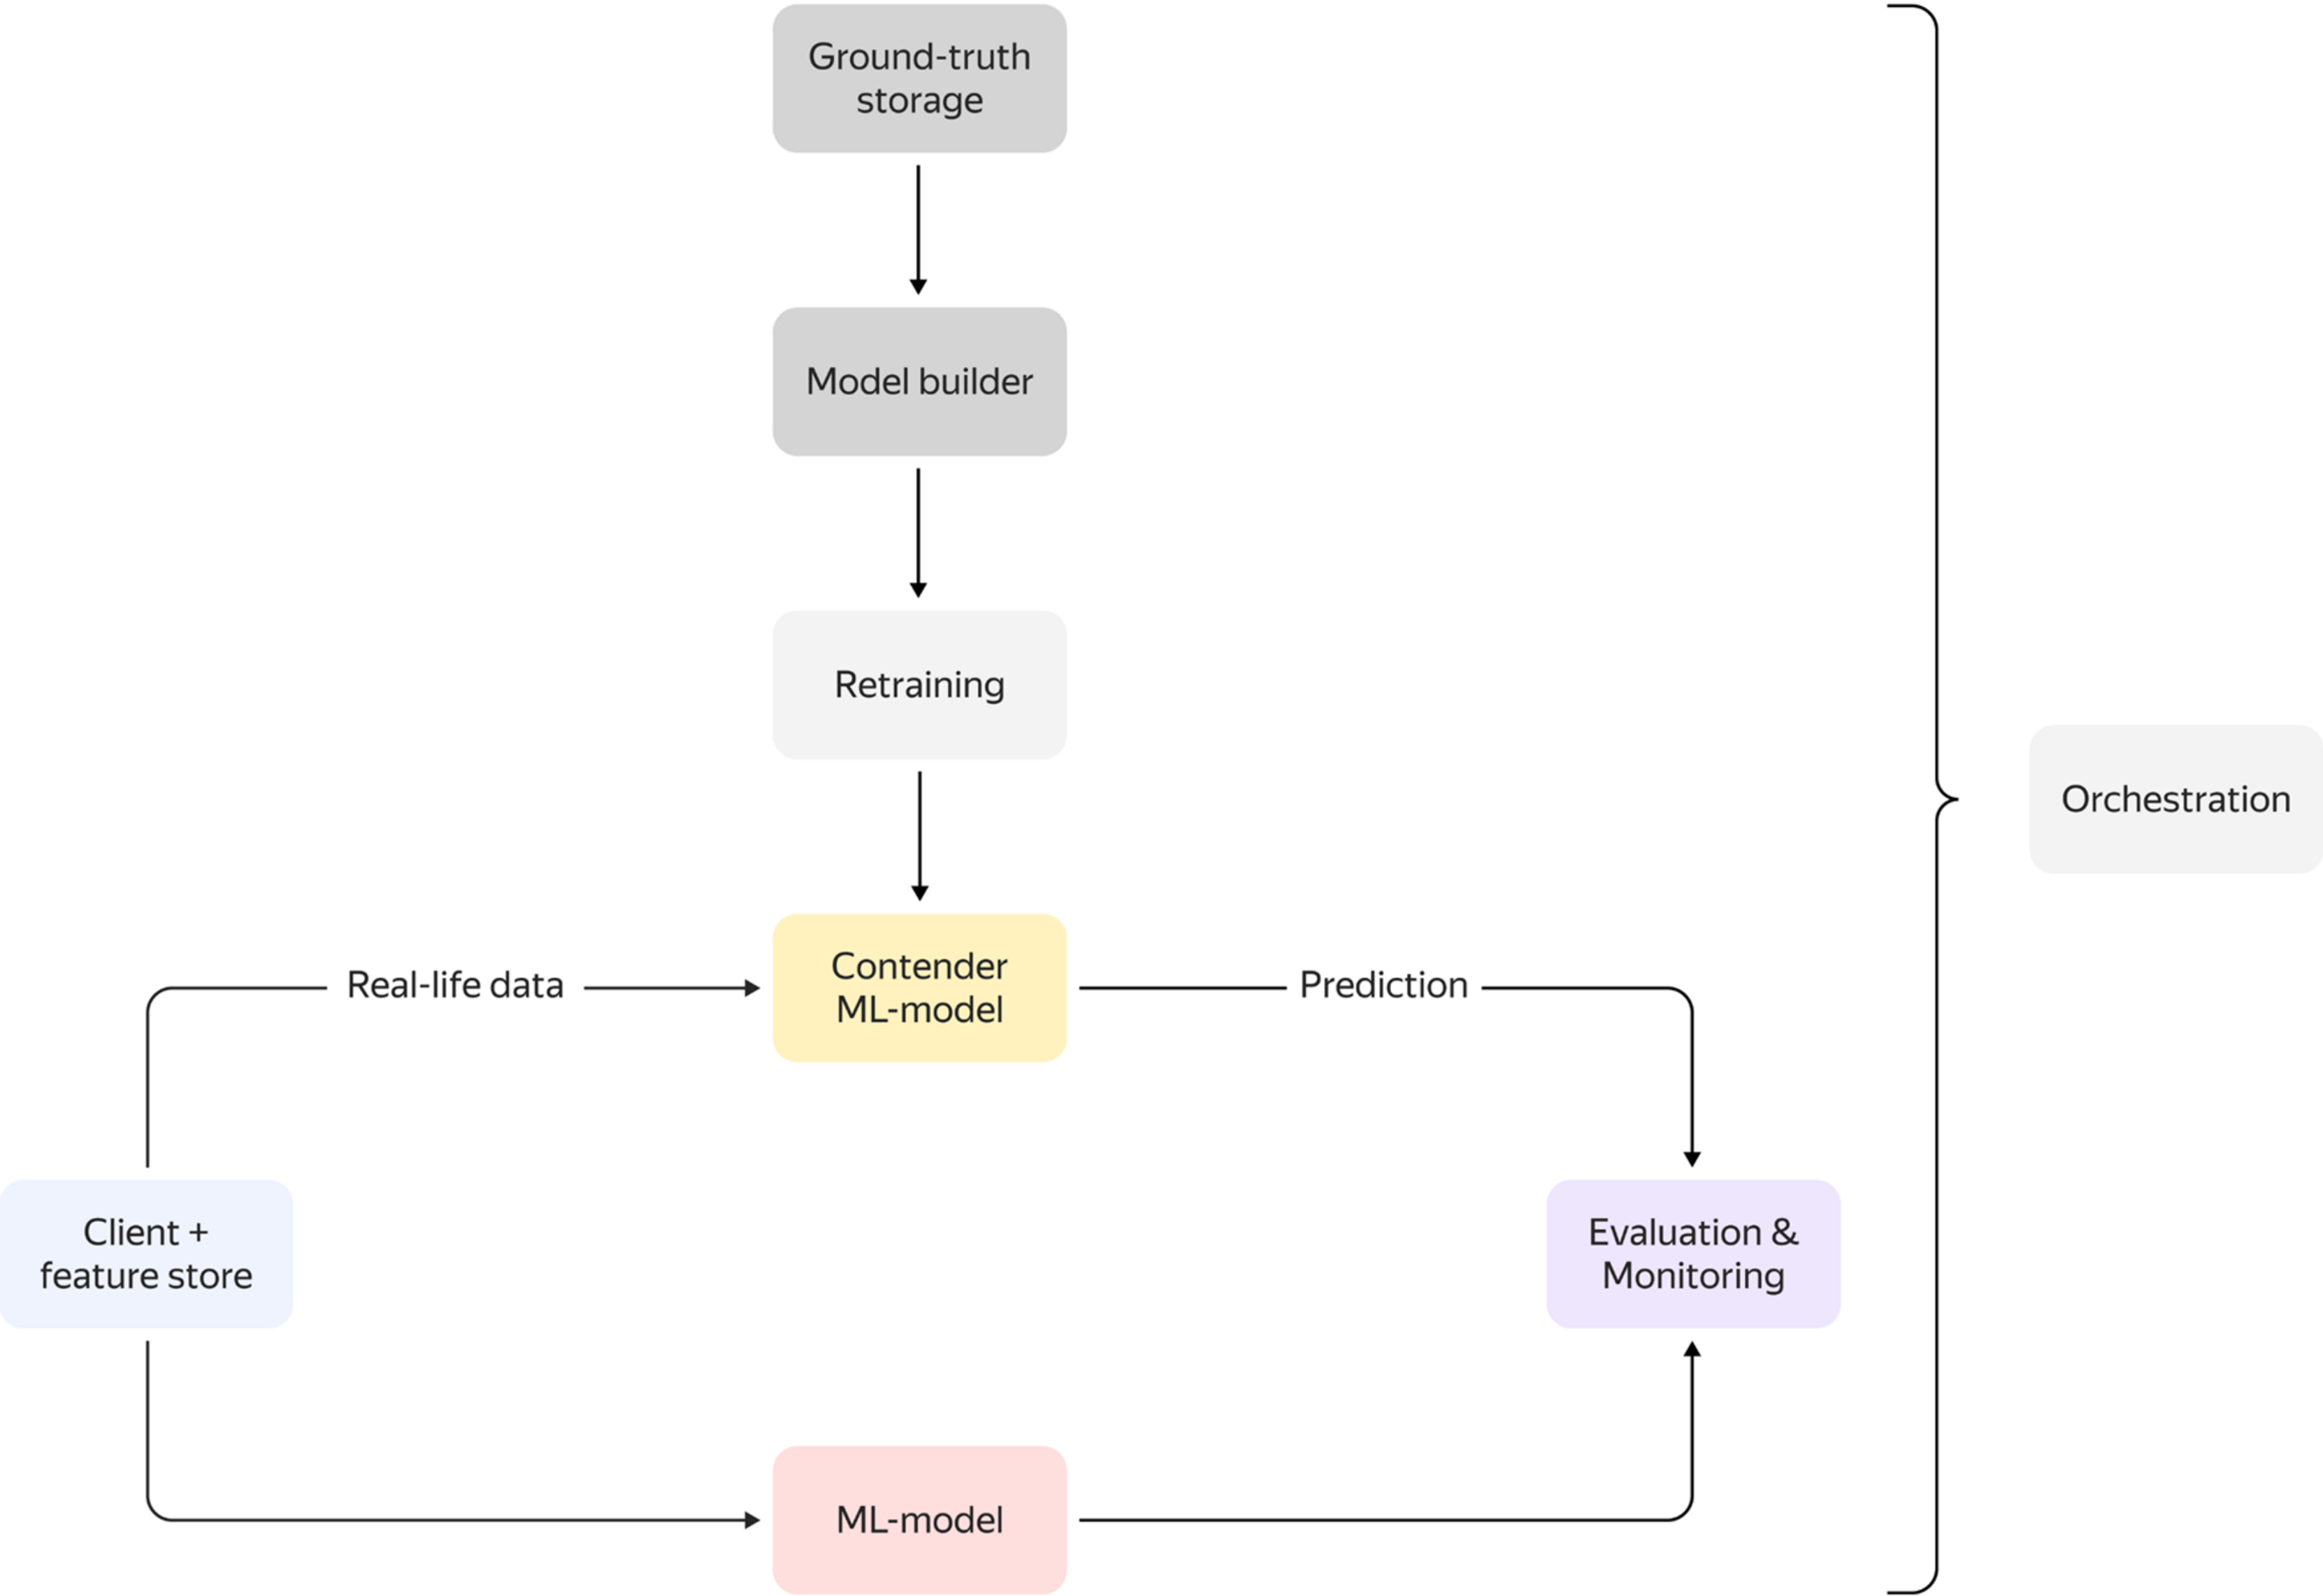 Ground-truth
storage
Model builder
Retraining
Orchestration
Contender
ML-model
Real-life data
Prediction
Client +
feature store
Evaluation &
Monitoring
ML-model